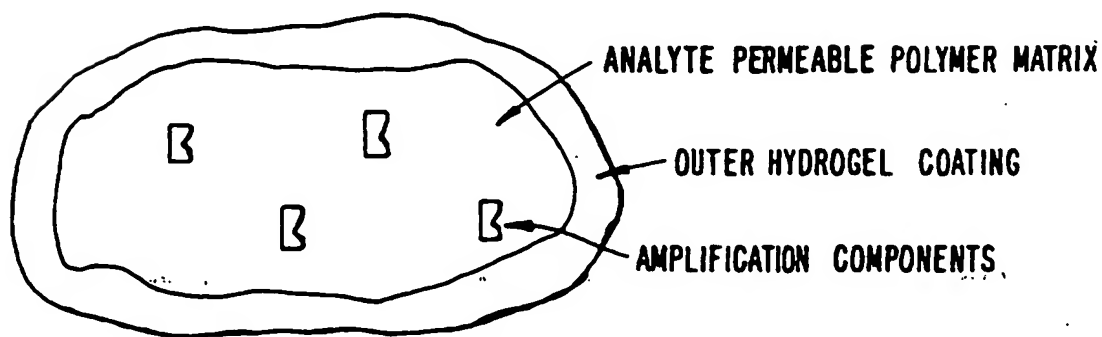 ANALYTE PERMEABLE POLYMER MATRIX
OUTER HYDROGEL COATING
AMPLIFICATION COMPONENTS